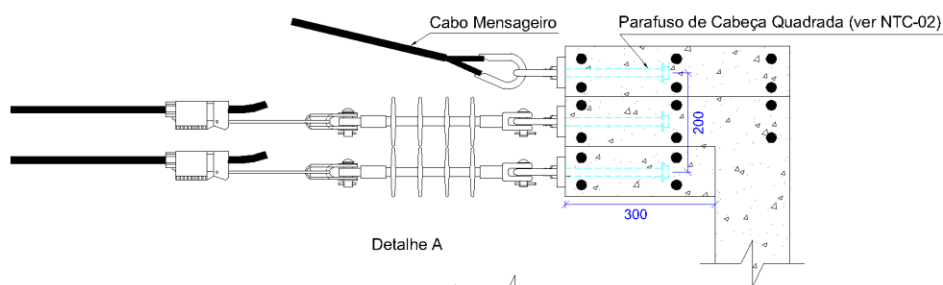 Cabo Mensageiro
Parafuso de Cabeça Quadrada (ver NTC-02)
200
300
Detalhe A